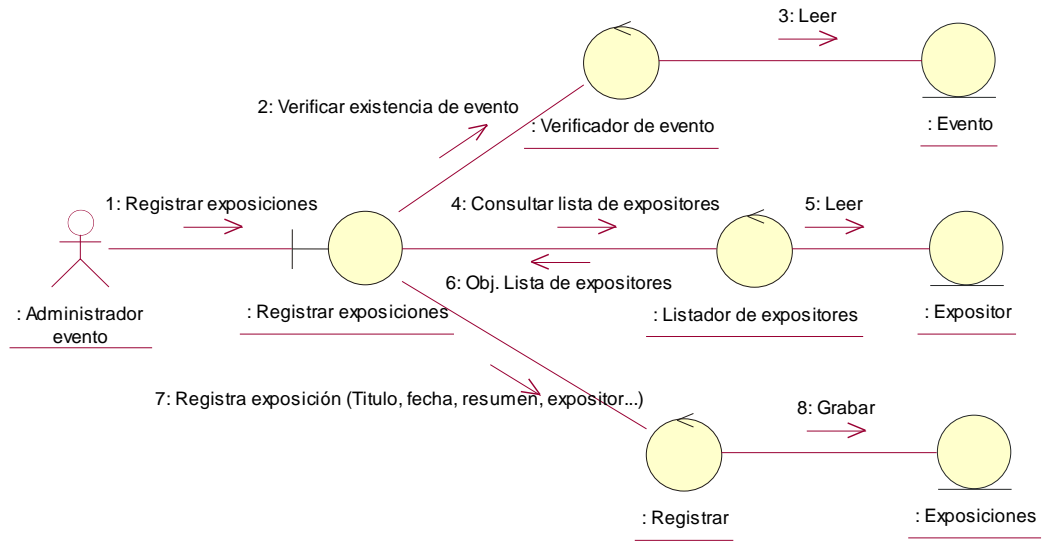 3: Leer
2: Verificar existencia de evento
: Verificador de evento
: Evento
1: Registrar exposiciones
4: Consultar lista de expositores
5: Leer
6: Obj. Lista de expositores
: Administrador
evento
: Registrar exposiciones
: Listador de expositores
: Expositor
7: Registra exposición (Titulo, fecha, resumen, expositor...)
8: Grabar
: Registrar
: Exposiciones